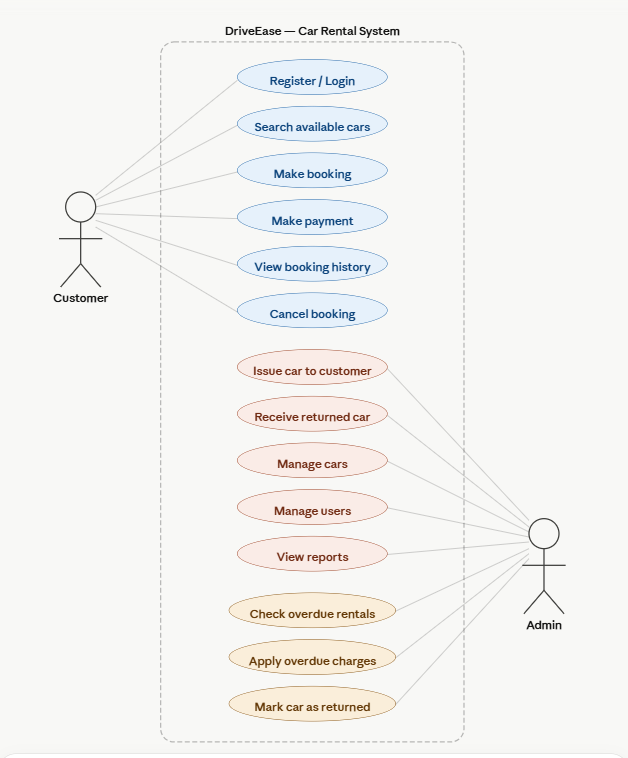 DriveEase — Car Rental System
Register / Login
Search available cars
Make booking
Make payment
View booking history
Cancel booking
Customer
Issue car to customer
Receive returned car
Manage cars
Manage users
View reports
Check overdue rentals
Apply overdue charges
Mark car as returned
Admin